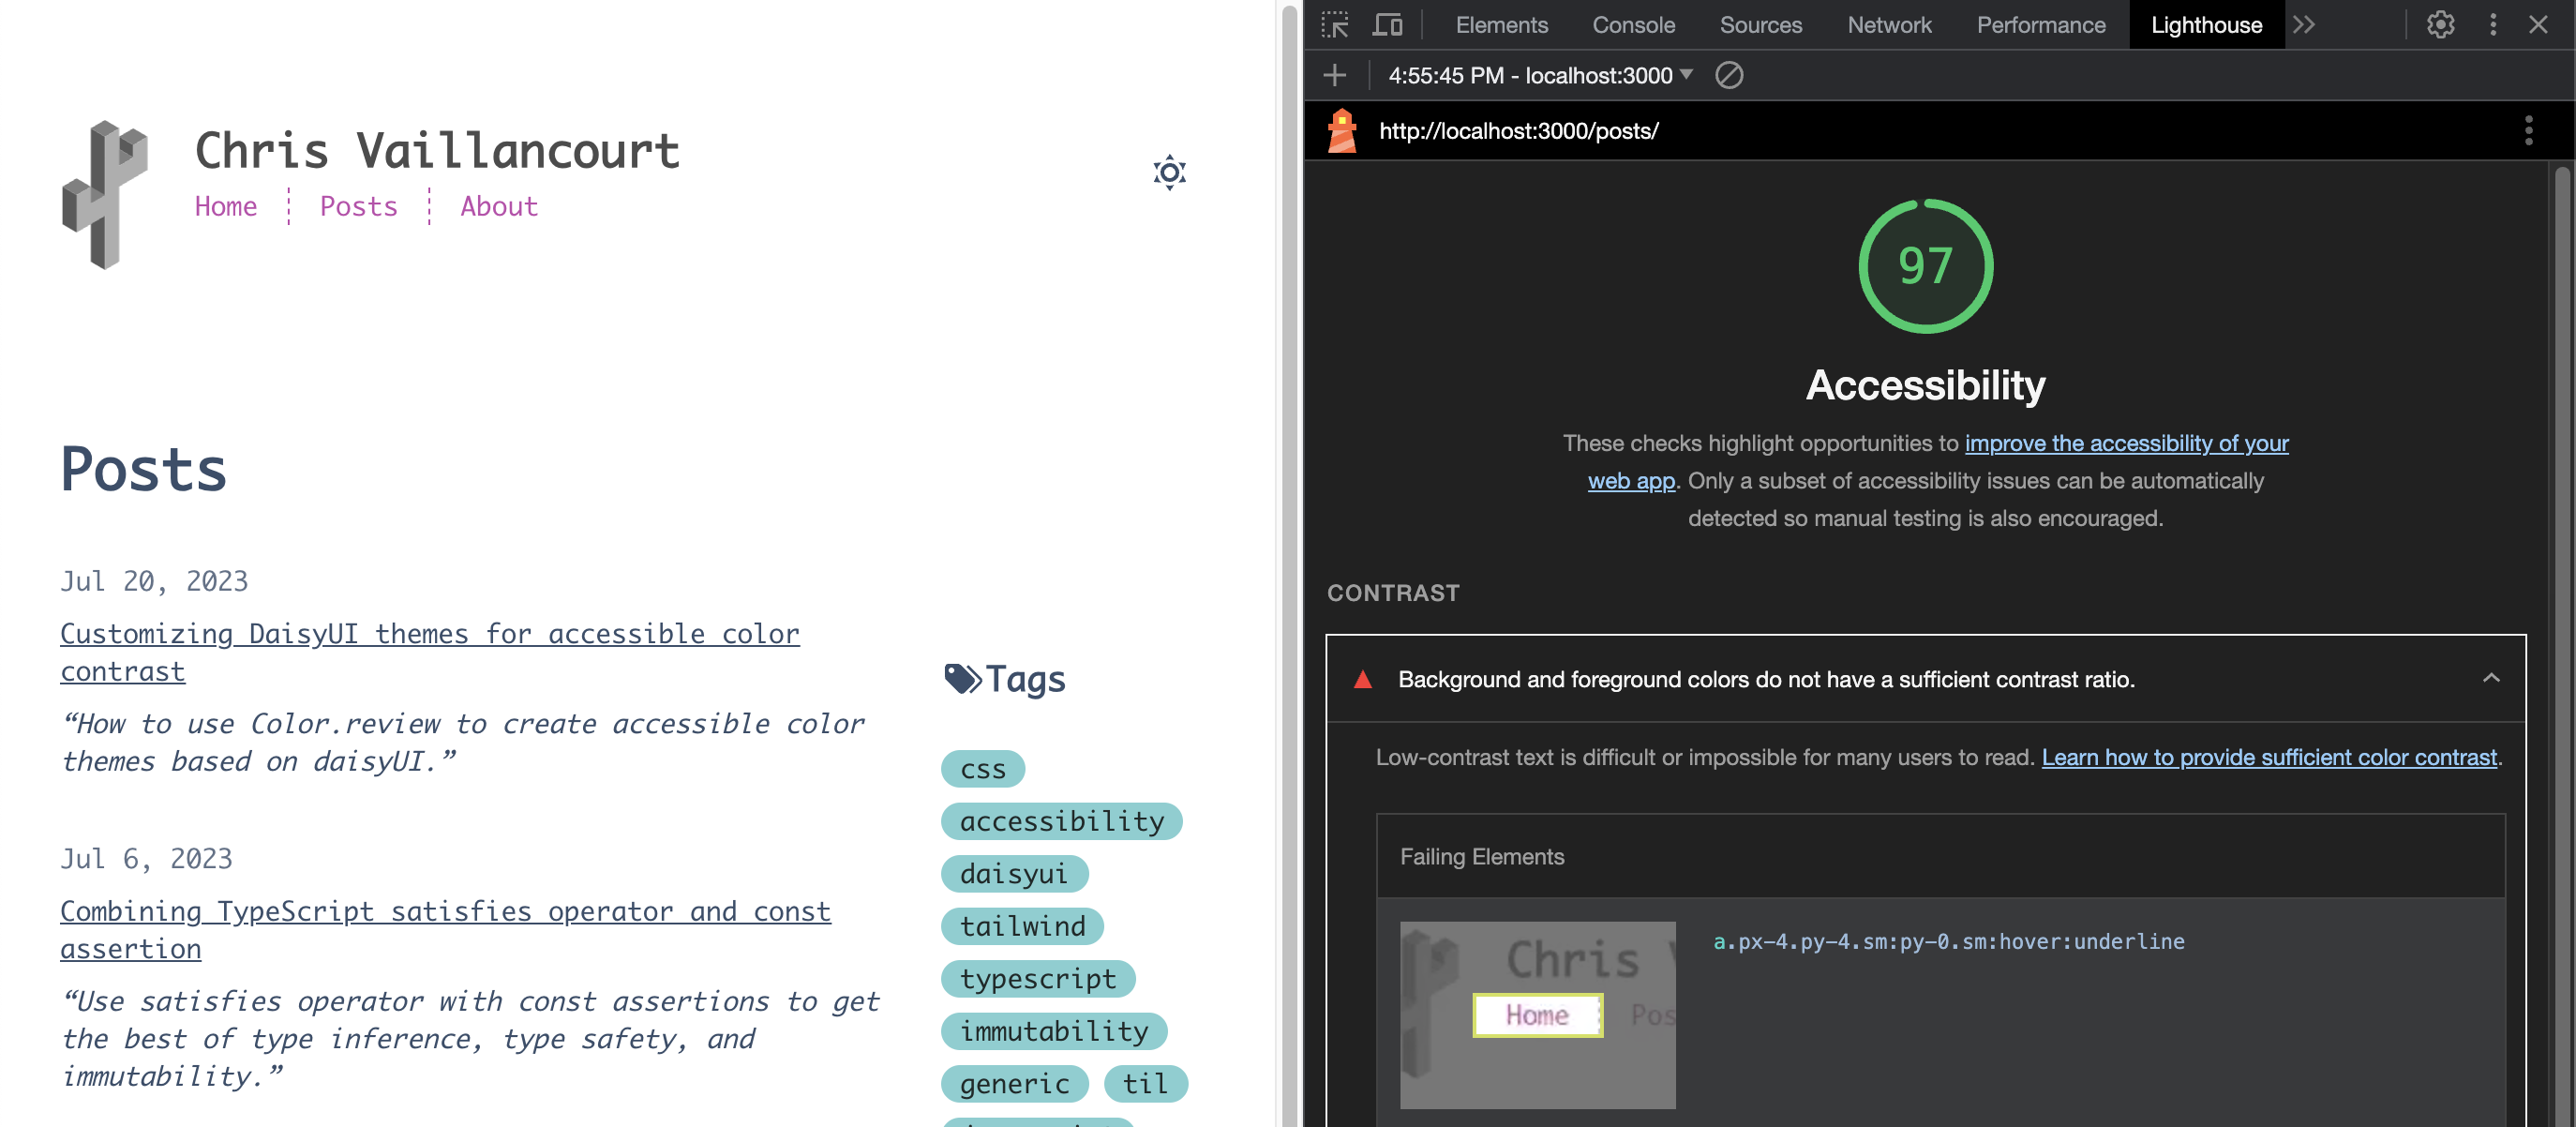 Chris Vaillancourt
Home
Posts
About
Posts
Jul 20, 2023
Customizing DaisyUI themes for accessible color
contrast
“How to use Color.review to create accessible color
themes based on daisyUI.”
Jul 6, 2023
Combining TypeScript satisfies operator and const
assertion
“Use satisfies operator with const assertions to get
the best of type inference, type safety, and
immutability.”
Tags
css
accessibility
daisyui
tailwind
typescript
immutability
generic til
Elements Console Sources Network Performance Lighthouse
4:55:45 PM - localhost:3000
http://localhost:3000/posts/
97
Accessibility
These checks highlight opportunities to improve the accessibility of your
web app. Only a subset of accessibility issues can be automatically
detected so manual testing is also encouraged.
CONTRAST
Background and foreground colors do not have a sufficient contrast ratio.
Low-contrast text is difficult or impossible for many users to read. Learn how to provide sufficient color contrast.
Failing Elements
Chris
Home Pos
a.px-4.py-4.sm:py-0.sm:hover:underline